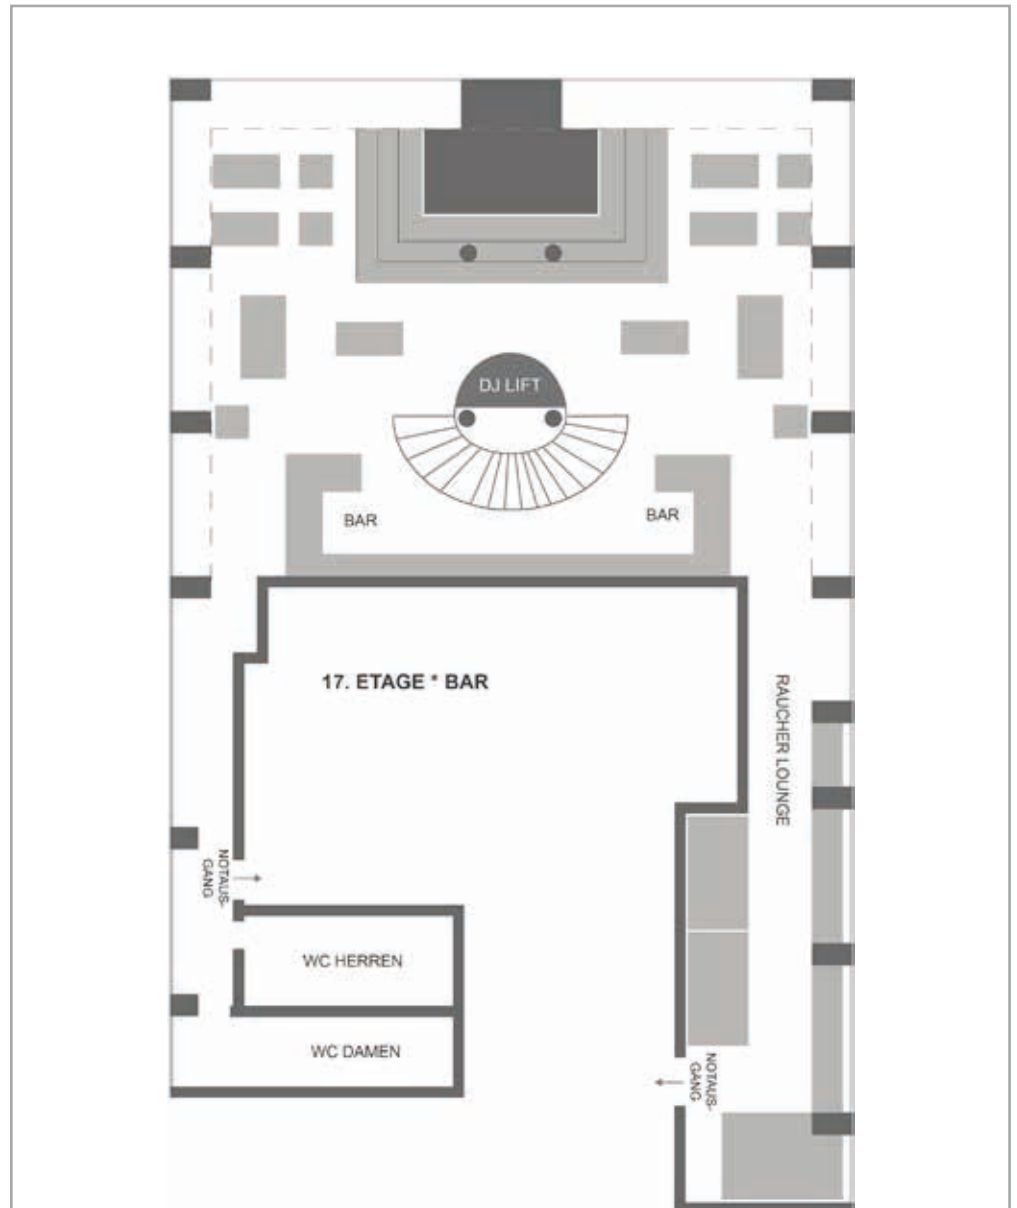 DJ LIFT
BAR
BAR
17. ETAGE * BAR
RAUCHER LOUNGE
NOTAUS-
GANG
WC HERREN
WC DAMEN
NOTAUS-
GANG